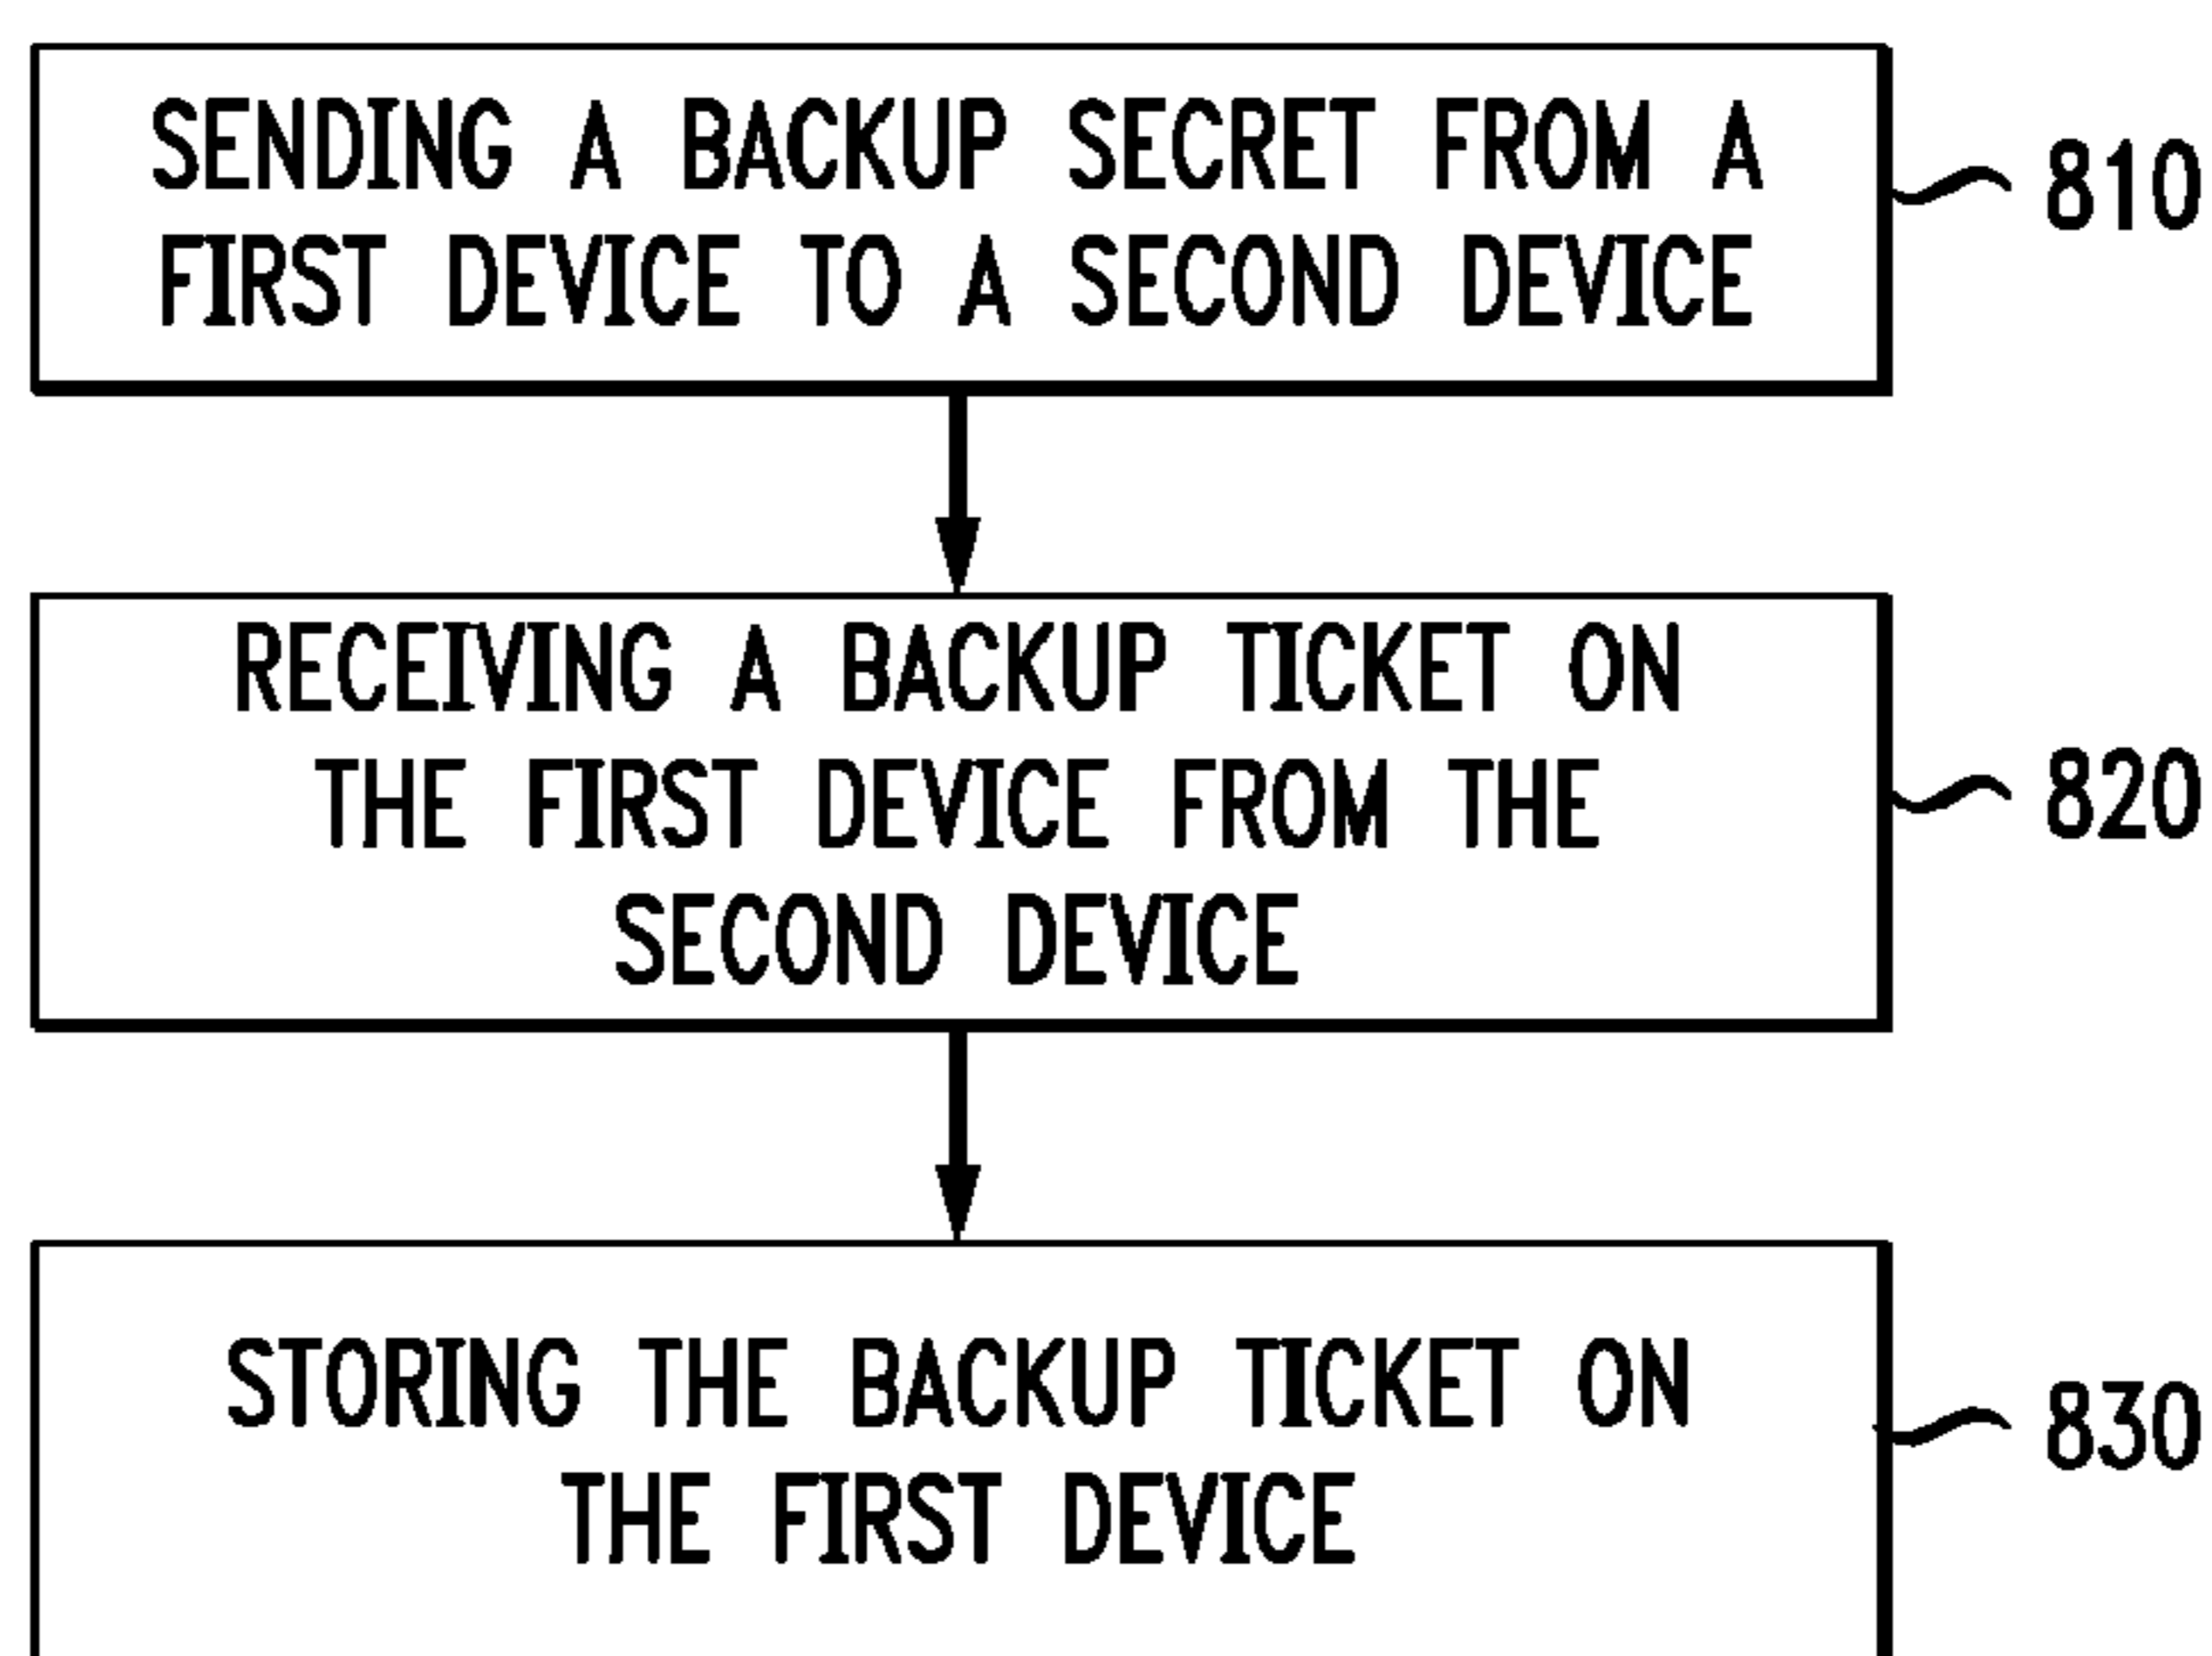 SENDING A BACKUP SECRET FROM A
FIRST DEVICE TO A SECOND DEVICE
810
RECEIVING A BACKUP TICKET ON
THE FIRST DEVICE FROM THE
SECOND DEVICE
820
STORING THE BACKUP TICKET ON
THE FIRST DEVICE
830